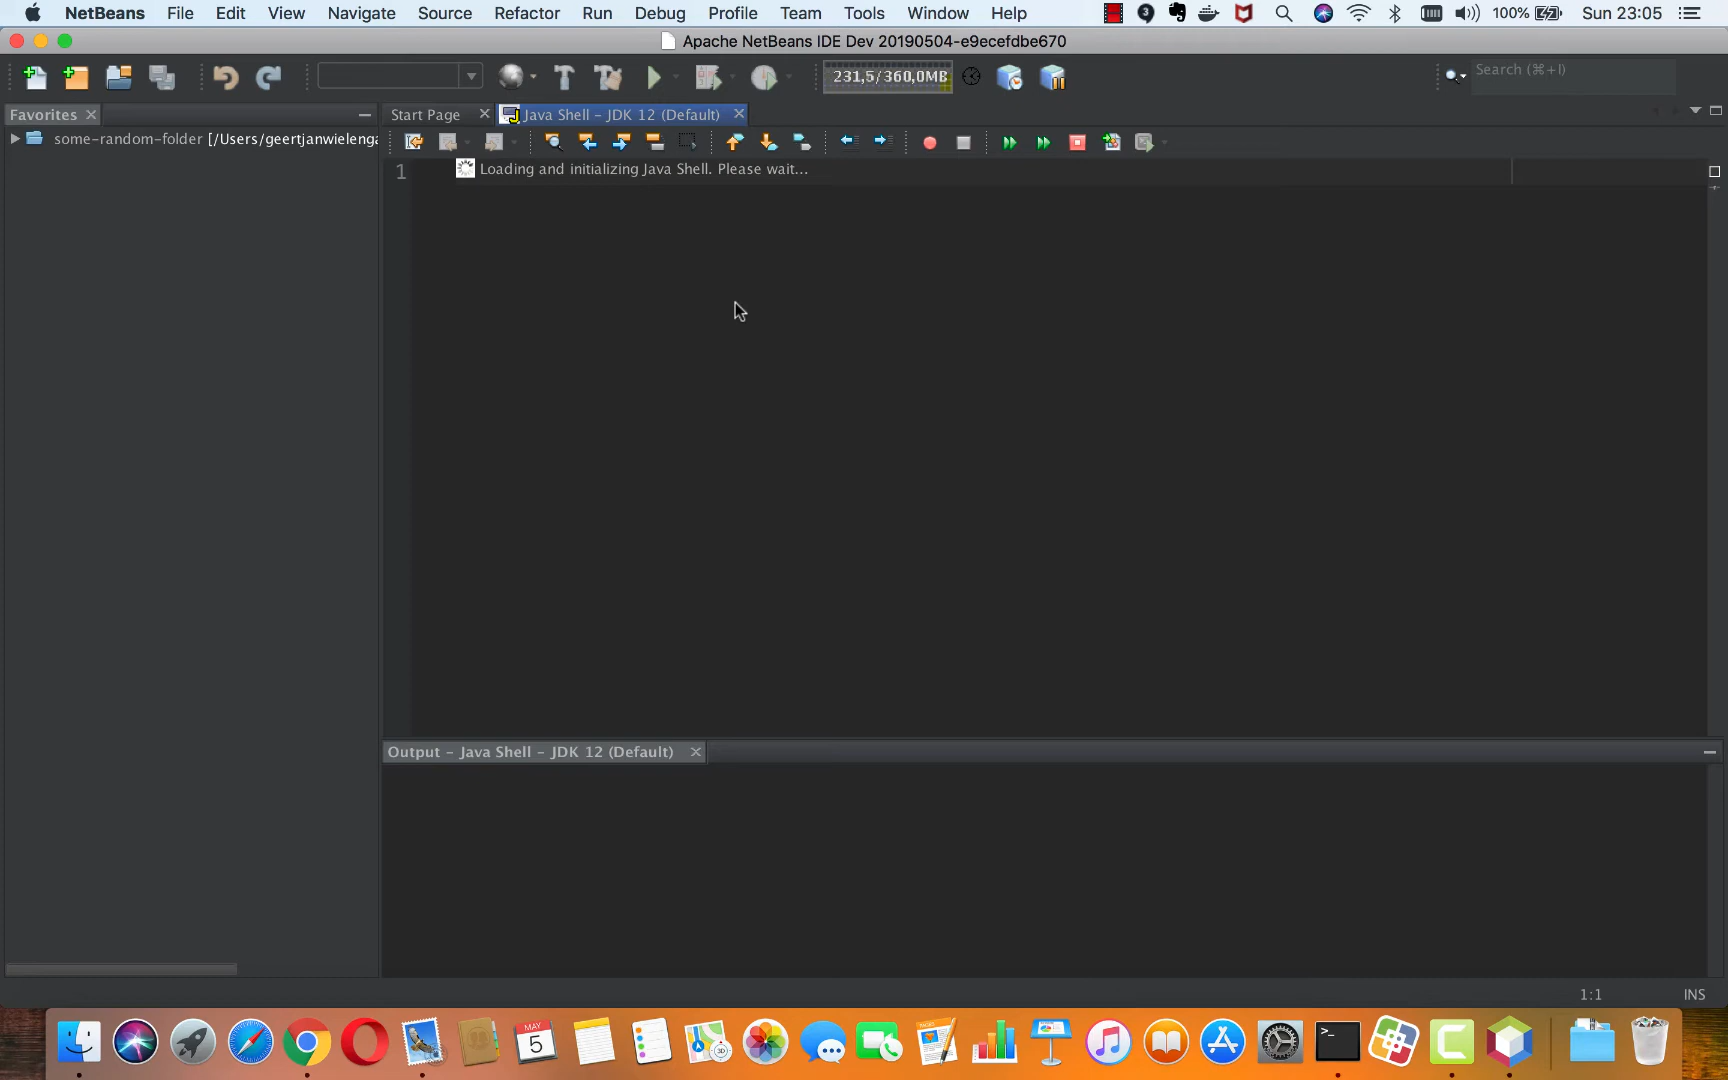 NetBeans File Edit View Navigate Source Refactor Run Debug Profile Team Tools Window Help 3 100% Sun 23:05
Apache NetBeans IDE Dev 20190504-e9ecefdbe670
231,5/360,0MB Search (⌘+I)
Favorites Start Page Java Shell - JDK 12 (Default)
some-random-folder [/Users/geertjanwielenga
1 Loading and initializing Java Shell. Please wait...
Output - Java Shell - JDK 12 (Default)
1:1 INS
MAY
5
3D
>_